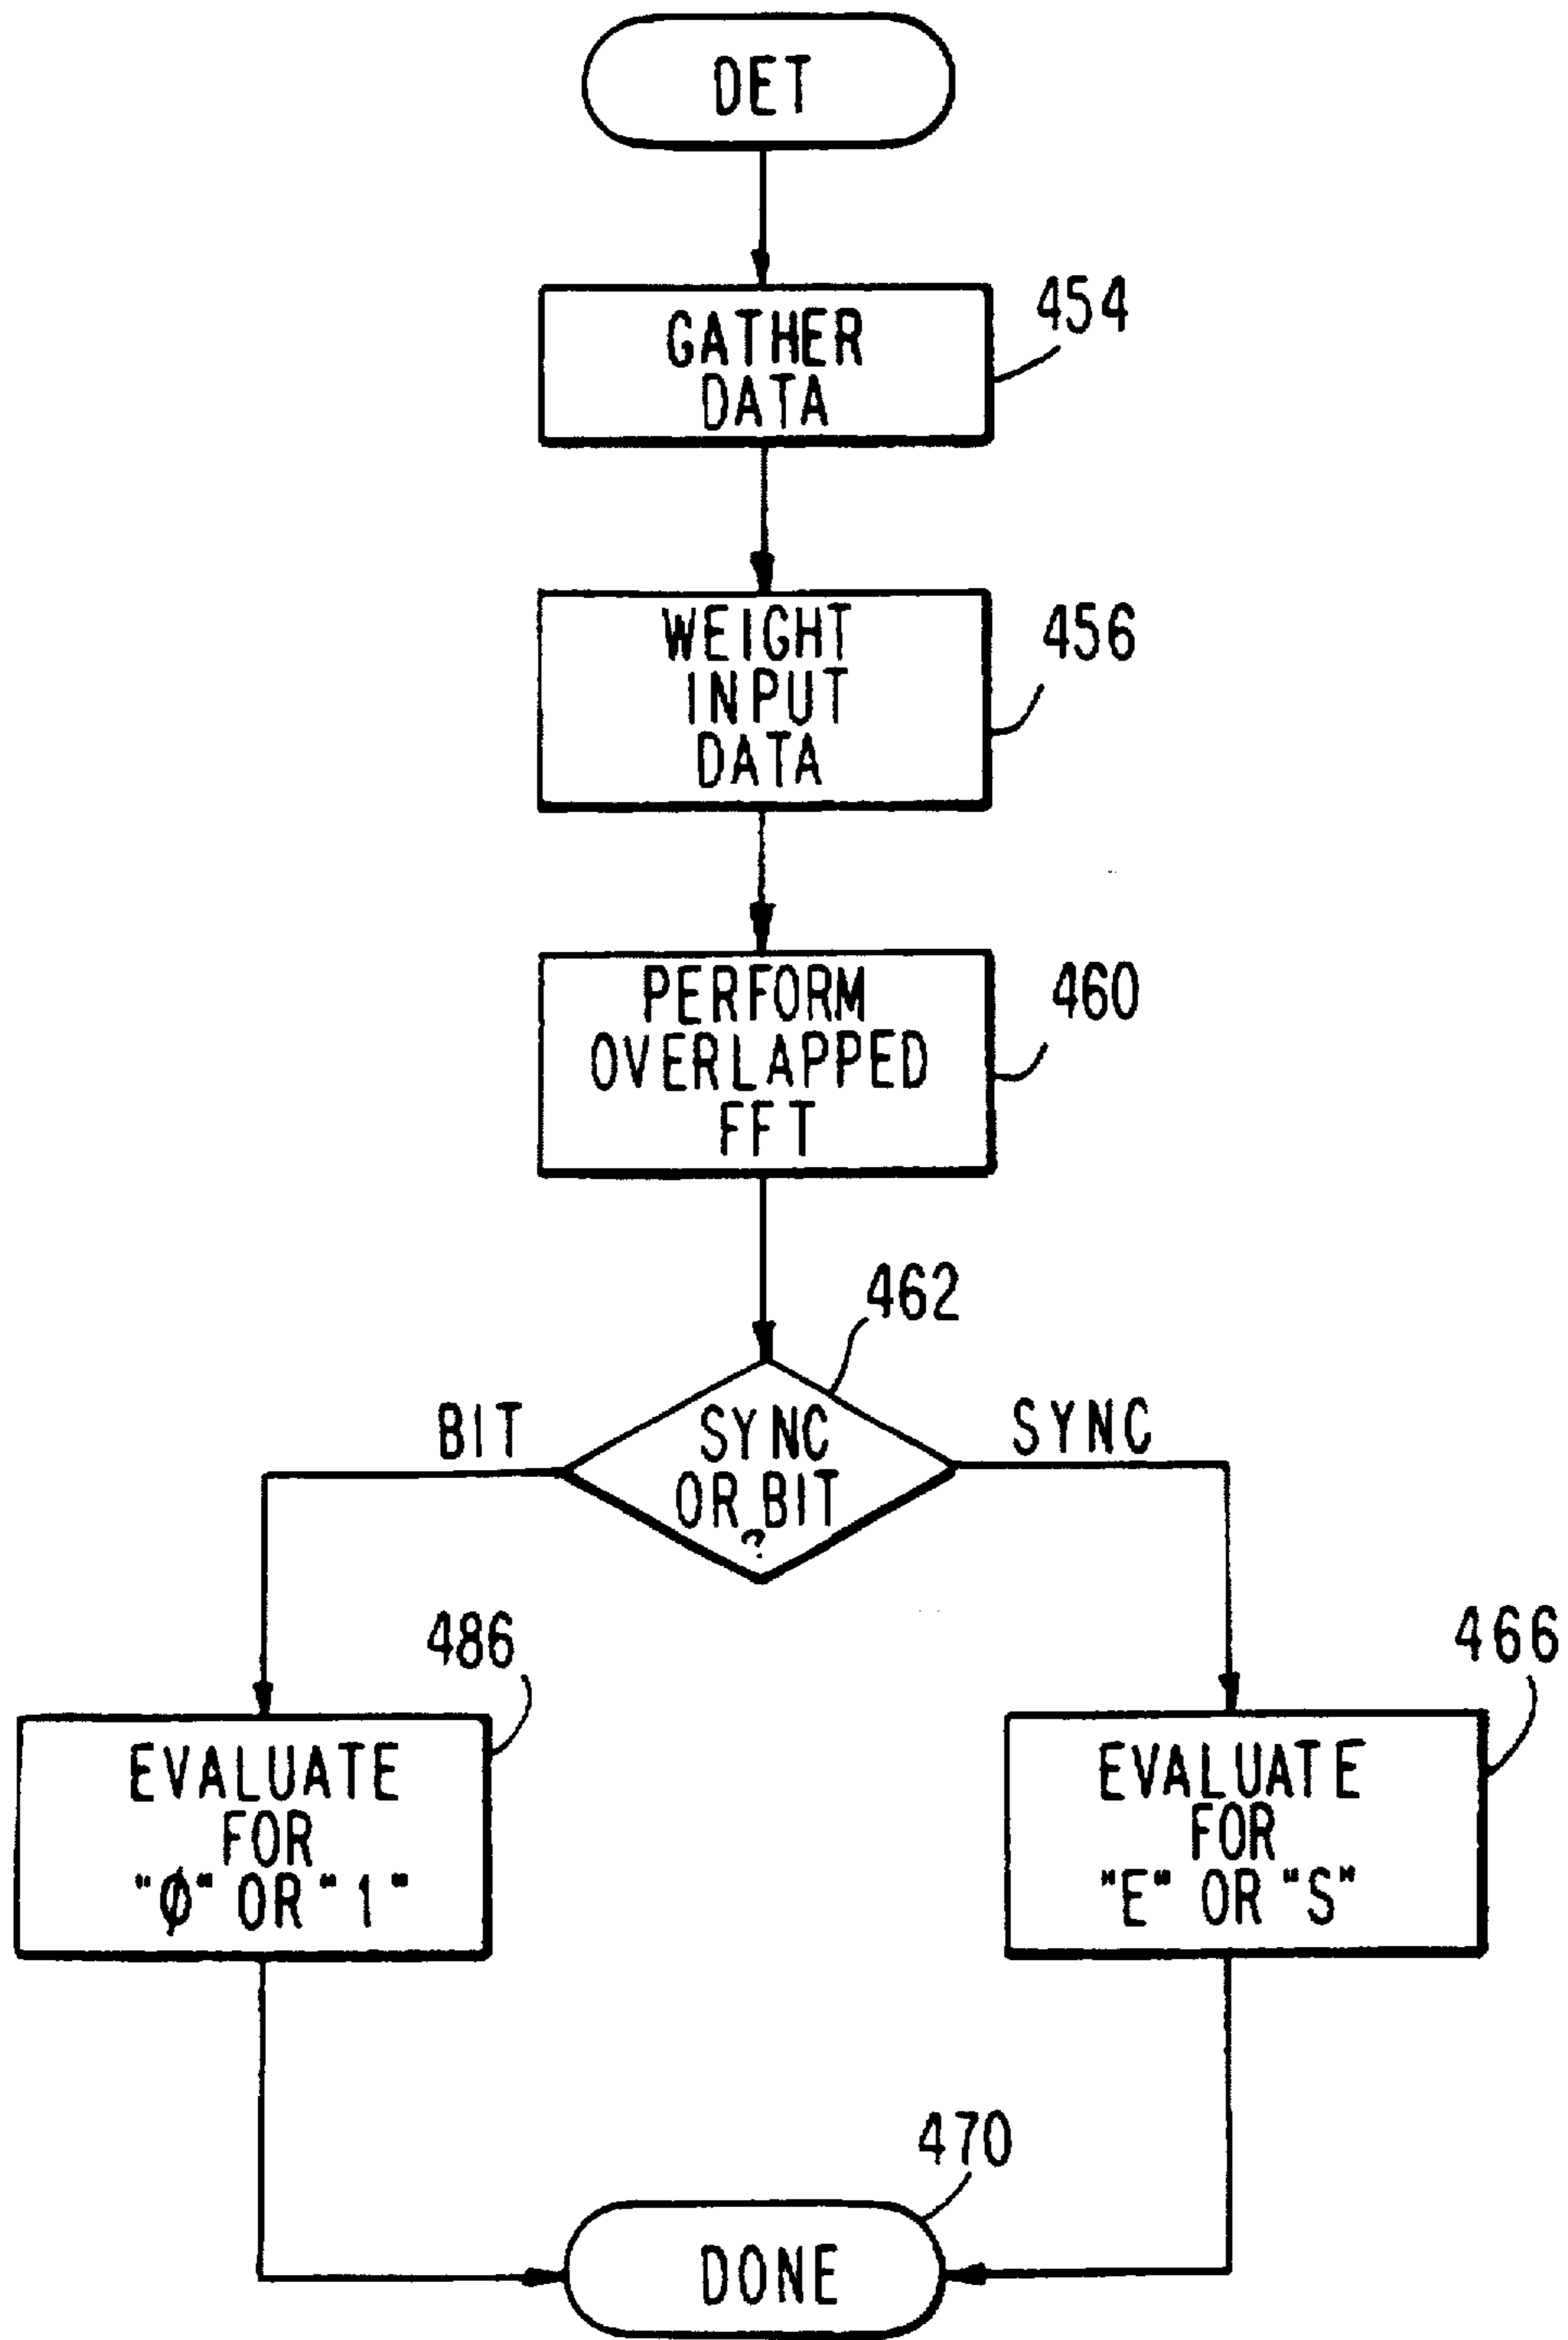 DET
GATHER
DATA
454
WEIGHT
INPUT
DATA
456
PERFORM
OVERLAPPED
FFT
460
462
BIT
SYNC
OR BIT
?
SYNC
486
EVALUATE
FOR
"Ø" OR "1"
466
EVALUATE
FOR
"E" OR "S"
470
DONE